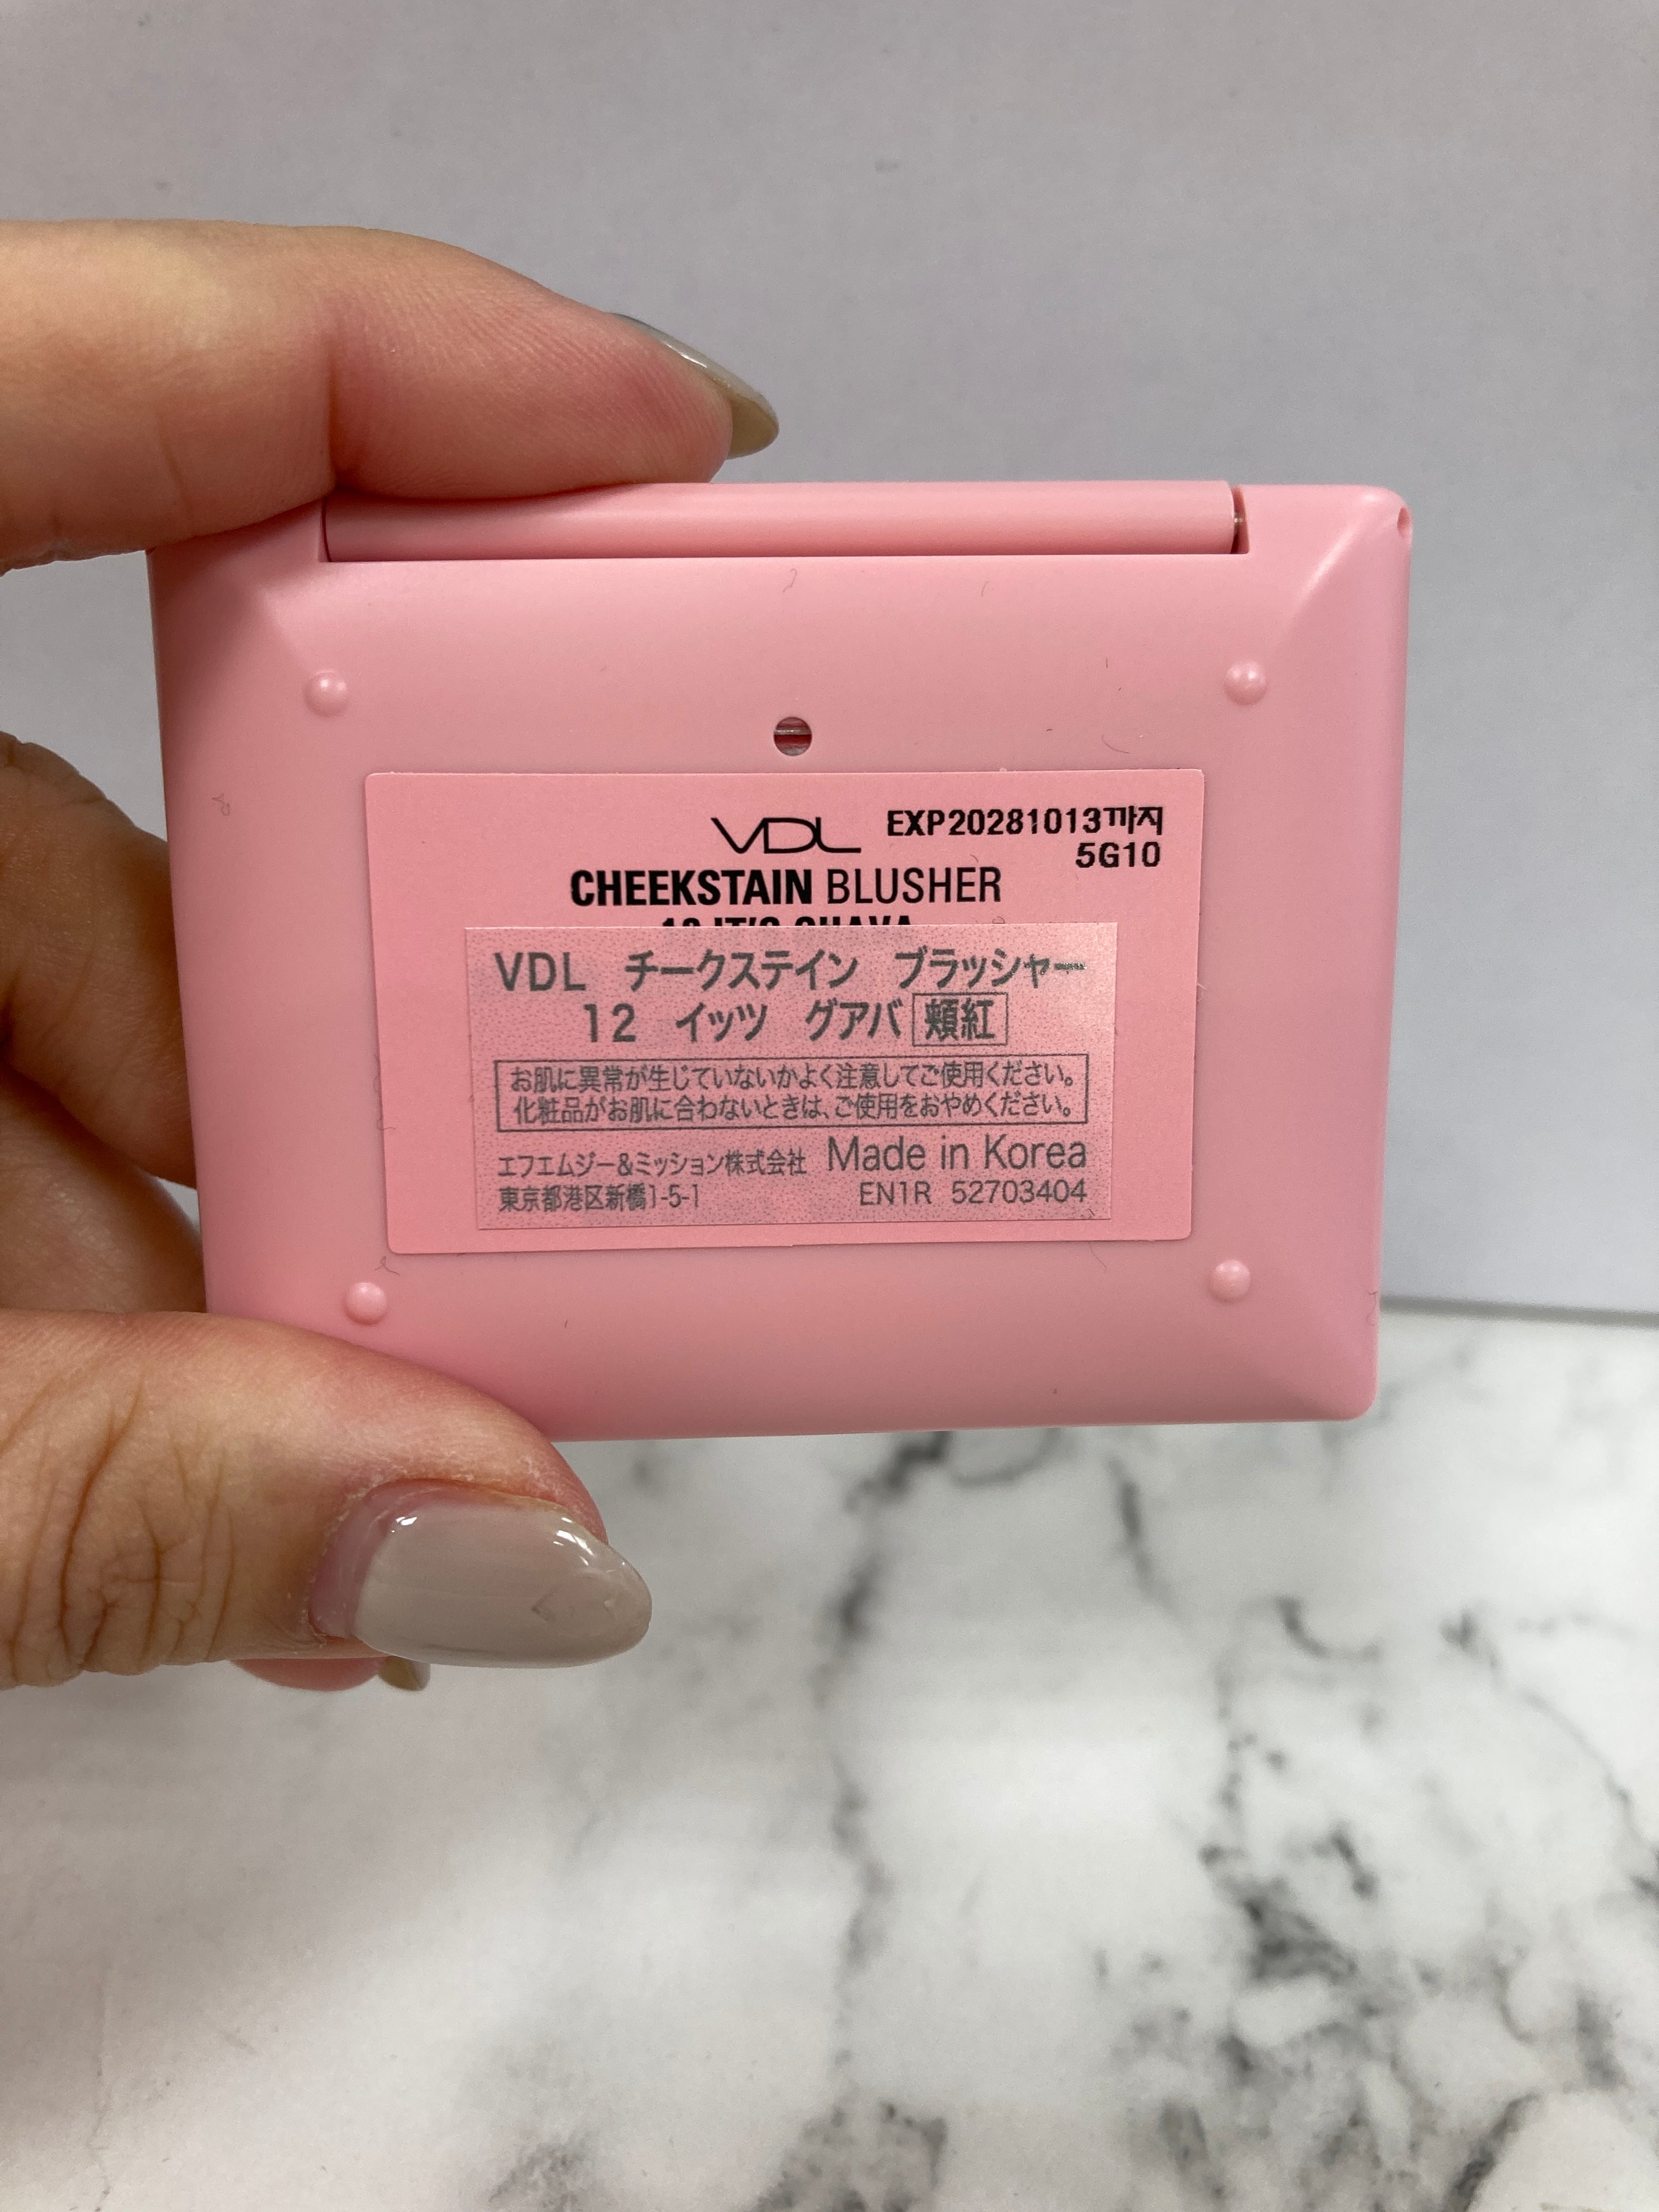 VDL
EXP20281013까지
5G10
CHEEKSTAIN BLUSHER
VDL チークステイン ブラッシャー
12 イッツ グアバ 頬紅
お肌に異常が生じていないかよく注意してご使用ください。
化粧品がお肌に合わないときは、ご使用をおやめください。
エフエムジー&ミッション株式会社 Made in Korea
東京都港区新橋1-5-1 EN1R 52703404